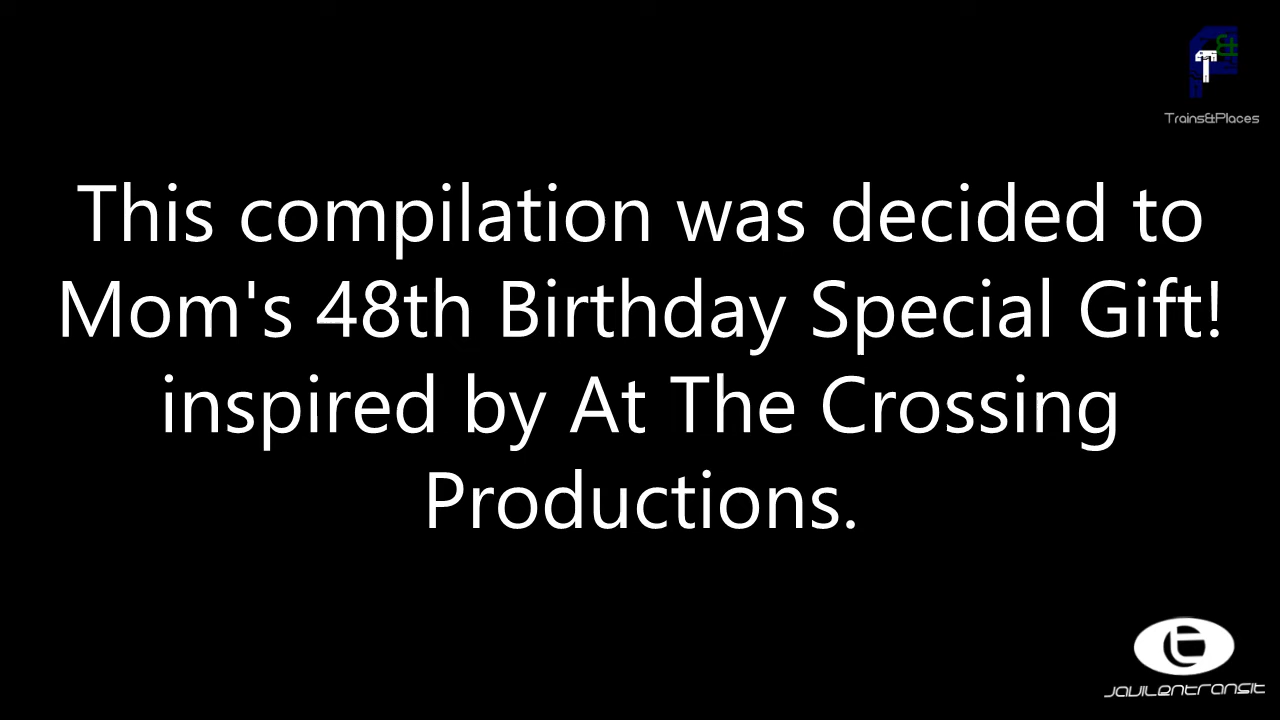 Trains&Places
This compilation was decided to
Mom's 48th Birthday Special Gift!
inspired by At The Crossing
Productions.
JAVILENTRANSIT